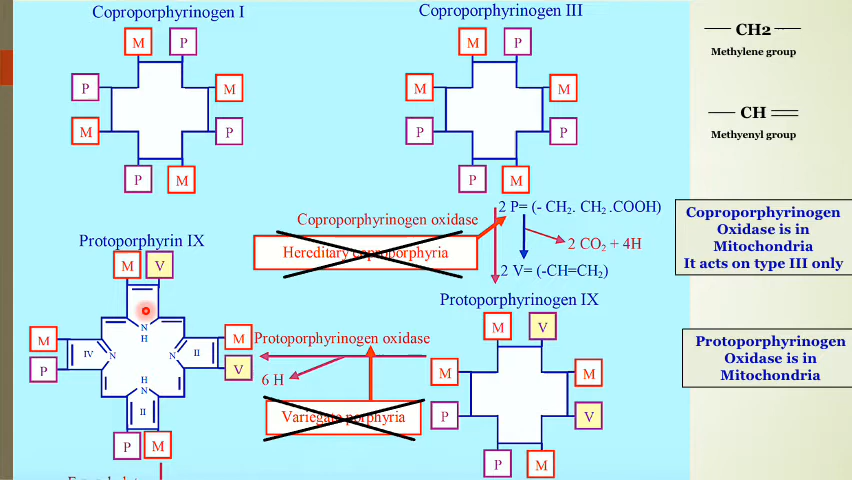 Coproporphyrinogen I
Coproporphyrinogen III
M P
P M
M P
P M
M P
M M
P P
P M
CH2
Methylene group
CH
Methyenyl group
2 P= (- CH2. CH2 .COOH)
Coproporphyrinogen oxidase
Hereditary coproporphyria
2 CO2 + 4H
2 V= (-CH=CH2)
Coproporphyrinogen
Oxidase is in
Mitochondria
It acts on type III only
Protoporphyrin IX
M V
N
H
M IV N N II M
P V
H
N
II
P M
Protoporphyrinogen IX
M V
M M
P V
P M
Protoporphyrinogen oxidase
6 H
Variegate porphyria
Protoporphyrinogen
Oxidase is in
Mitochondria